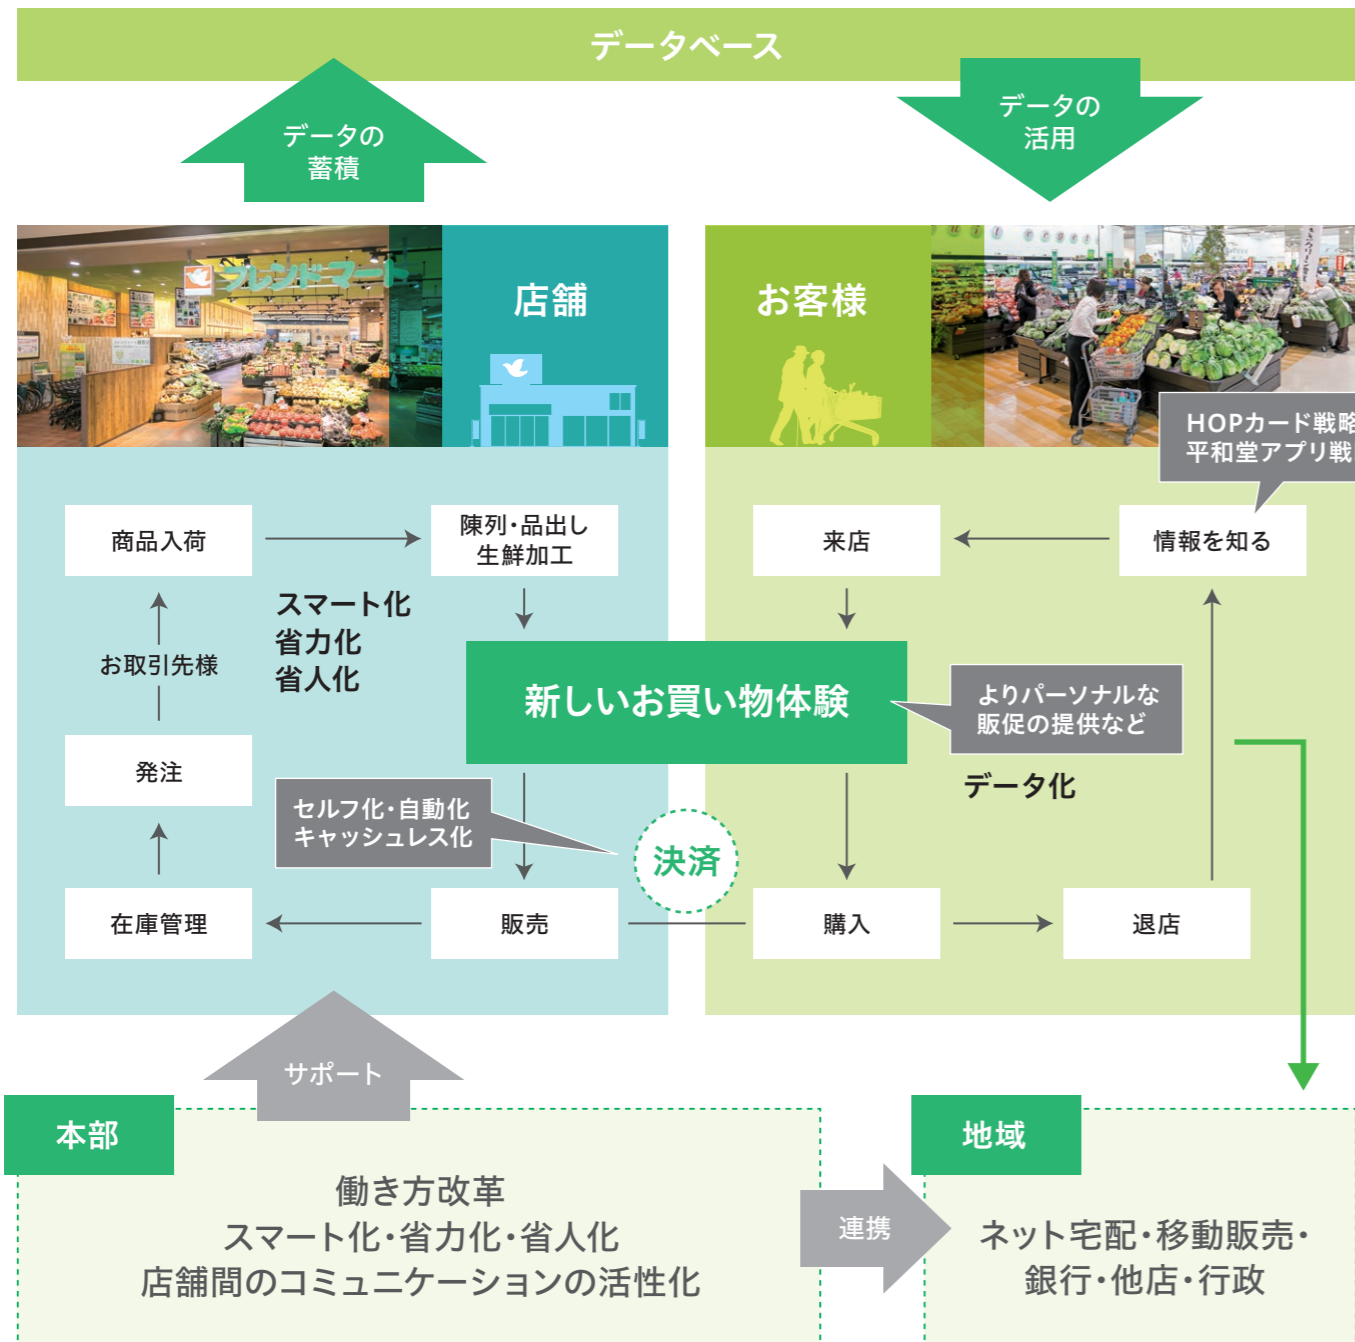 データベース
データの
蓄積
データの
活用
フレンドマート
店舗
お客様
HOPカード戦略
平和堂アプリ戦
商品入荷
陳列・品出し
生鮮加工
来店
情報を知る
スマート化
省力化
省人化
お取引先様
新しいお買い物体験
よりパーソナルな
販促の提供など
発注
データ化
セルフ化・自動化
キャッシュレス化
決済
在庫管理
販売
購入
退店
サポート
本部
地域
働き方改革
スマート化・省力化・省人化
店舗間のコミュニケーションの活性化
連携
ネット宅配・移動販売・
銀行・他店・行政